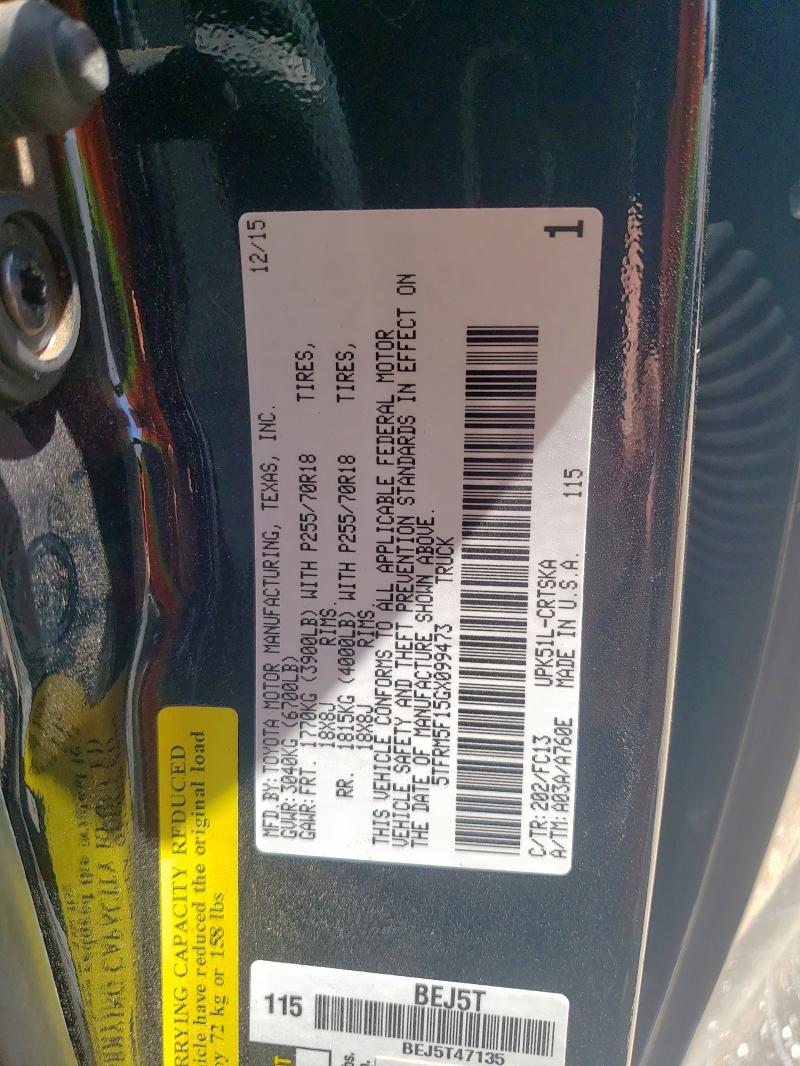 12/15
1
MFD BY: TOYOTA MOTOR MANUFACTURING, TEXAS, INC.
GVWR: 3040KG (6700LB)
GAWR: FRT. 1770KG (3900LB) WITH P255/70R18 TIRES,
18X8J RIMS.
RR. 1815KG (4000LB) WITH P255/70R18 TIRES,
18X8J RIMS.
THIS VEHICLE CONFORMS TO ALL APPLICABLE FEDERAL MOTOR
VEHICLE SAFETY AND THEFT PREVENTION STANDARDS IN EFFECT ON
THE DATE OF MANUFACTURE SHOWN ABOVE.
5TFRM5F15GX099473 TRUCK
C/TR: 202/FC13 UPK51L-CRTSKA 115
A/TM: A03A/A760E MADE IN U.S.A.
RRYING CAPACITY REDUCED
icle have reduced the original load
by 72 kg or 158 lbs
BEJ5T
115
BEJ5T47135